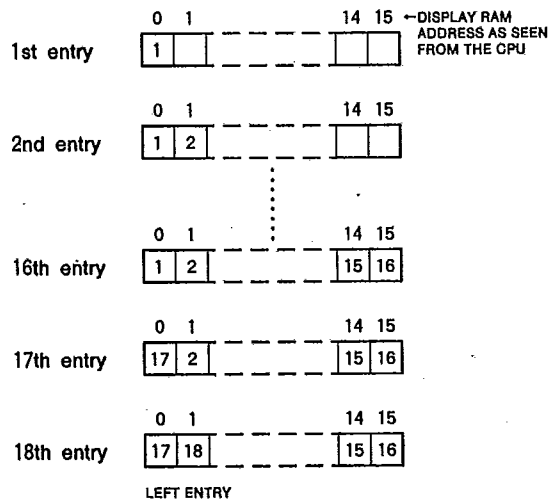 0 1 14 15 ←DISPLAY RAM
ADDRESS AS SEEN
FROM THE CPU
1st entry 1
0 1 14 15
2nd entry 1 2
0 1 14 15
16th entry 1 2 15 16
0 1 14 15
17th entry 17 2 15 16
0 1 14 15
18th entry 17 18 15 16
LEFT ENTRY